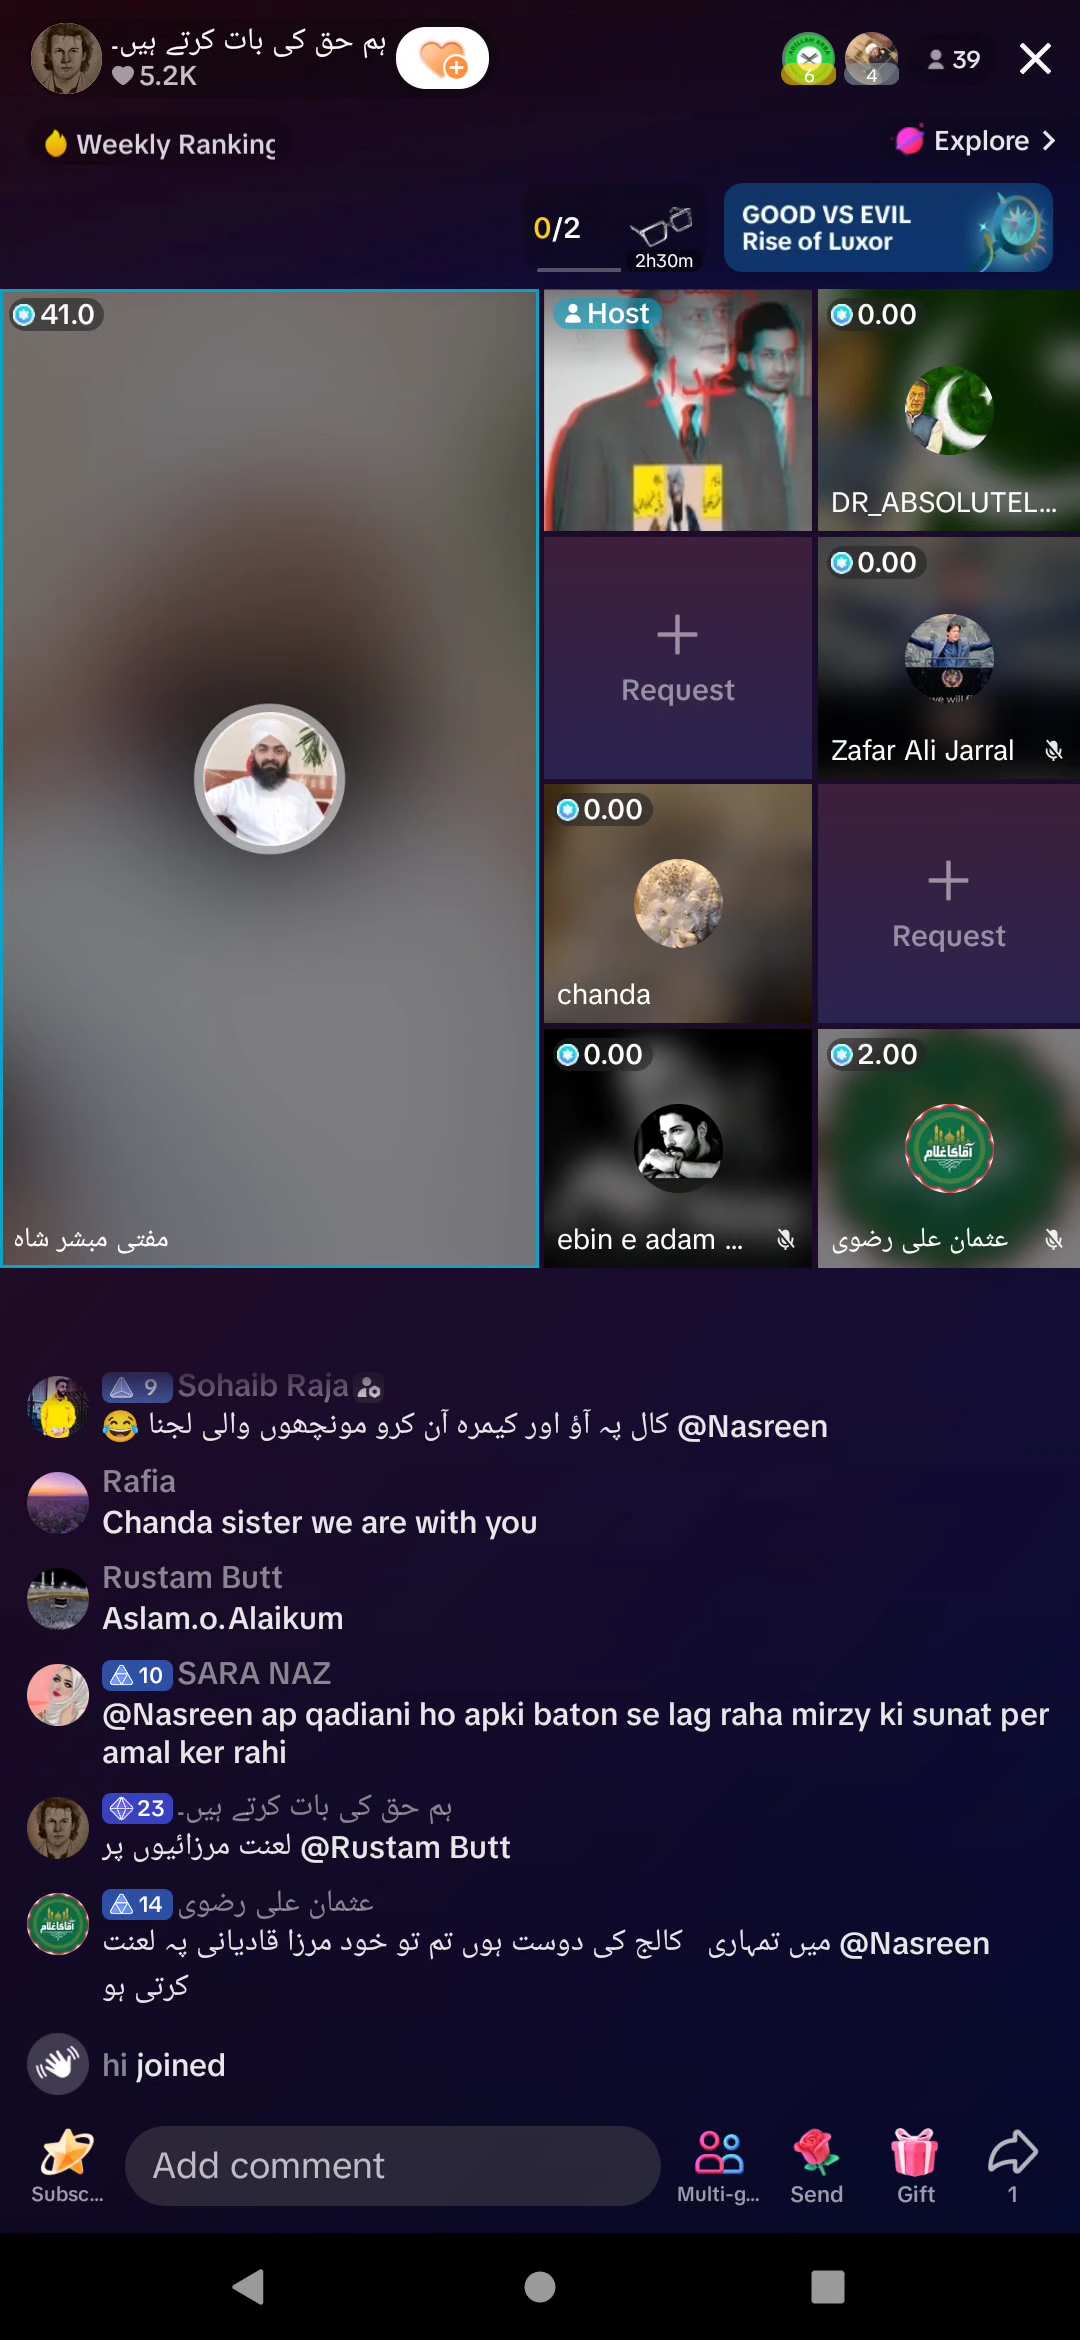 ہم حق کی بات کرتے ہیں۔
5.2K
6
4
39
Weekly Ranking
Explore
0/2
2h30m
GOOD VS EVIL
Rise of Luxor
41.0
مفتی مبشر شاہ
Host
غدار
0.00
DR_ABSOLUTEL...
Request
0.00
Zafar Ali Jarral
0.00
chanda
Request
0.00
ebin e adam ...
2.00
آقا کا غلام
عثمان علی رضوی
9 Sohaib Raja
@Nasreen کال پہ آؤ اور کیمرہ آن کرو مونچھوں والی لجنا 😂
Rafia
Chanda sister we are with you
Rustam Butt
Aslam.o.Alaikum
10 SARA NAZ
@Nasreen ap qadiani ho apki baton se lag raha mirzy ki sunat per
amal ker rahi
23 ہم حق کی بات کرتے ہیں۔
@Rustam Butt لعنت مرزائیوں پر
14 عثمان علی رضوی
@Nasreen میں تمہاری کالج کی دوست ہوں تم تو خود مرزا قادیانی پہ لعنت
کرتی ہو
hi joined
Subsc...
Add comment
Multi-g...
Send
Gift
1